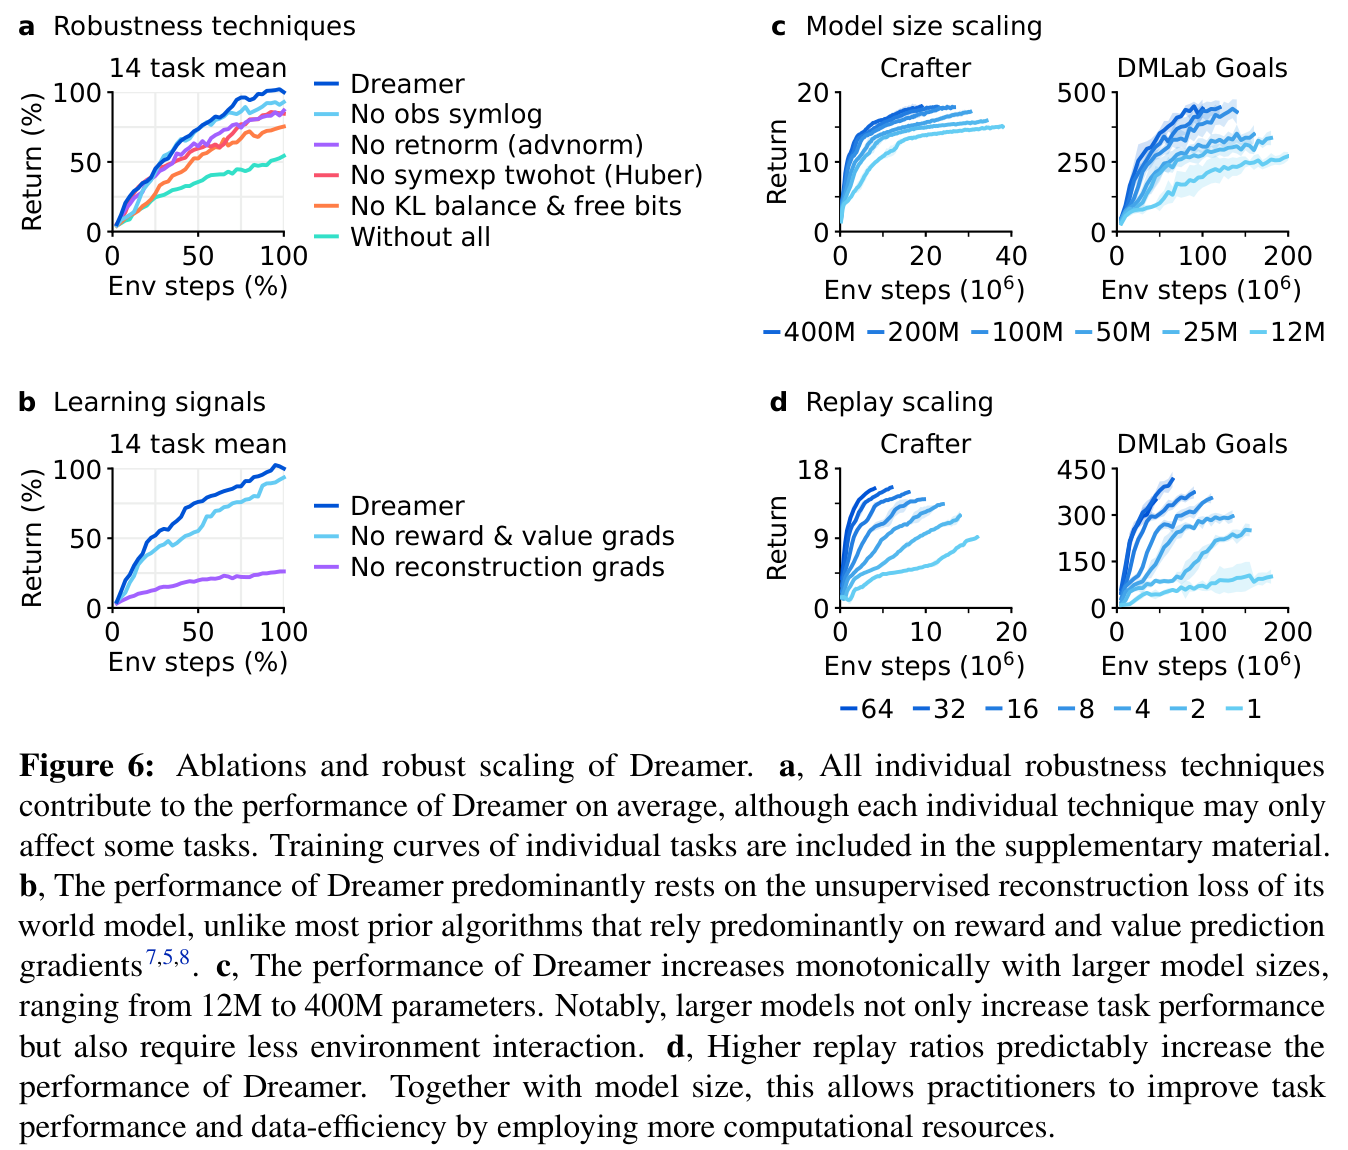 a Robustness techniques
14 task mean
Return (%)
100
50
0
0 50 100
Env steps (%)
Dreamer
No obs symlog
No retnorm (advnorm)
No symexp twohot (Huber)
No KL balance & free bits
Without all
c Model size scaling
Crafter
Return
20
10
0
0 20 40
Env steps (10⁶)
DMLab Goals
500
250
0
0 100 200
Env steps (10⁶)
400M 200M 100M 50M 25M 12M
b Learning signals
14 task mean
Return (%)
100
50
0
0 50 100
Env steps (%)
Dreamer
No reward & value grads
No reconstruction grads
d Replay scaling
Crafter
Return
18
9
0
0 10 20
Env steps (10⁶)
DMLab Goals
450
300
150
0
0 100 200
Env steps (10⁶)
64 32 16 8 4 2 1
Figure 6: Ablations and robust scaling of Dreamer. a, All individual robustness techniques
contribute to the performance of Dreamer on average, although each individual technique may only
affect some tasks. Training curves of individual tasks are included in the supplementary material.
b, The performance of Dreamer predominantly rests on the unsupervised reconstruction loss of its
world model, unlike most prior algorithms that rely predominantly on reward and value prediction
gradients⁷,⁵,⁸. c, The performance of Dreamer increases monotonically with larger model sizes,
ranging from 12M to 400M parameters. Notably, larger models not only increase task performance
but also require less environment interaction. d, Higher replay ratios predictably increase the
performance of Dreamer. Together with model size, this allows practitioners to improve task
performance and data-efficiency by employing more computational resources.